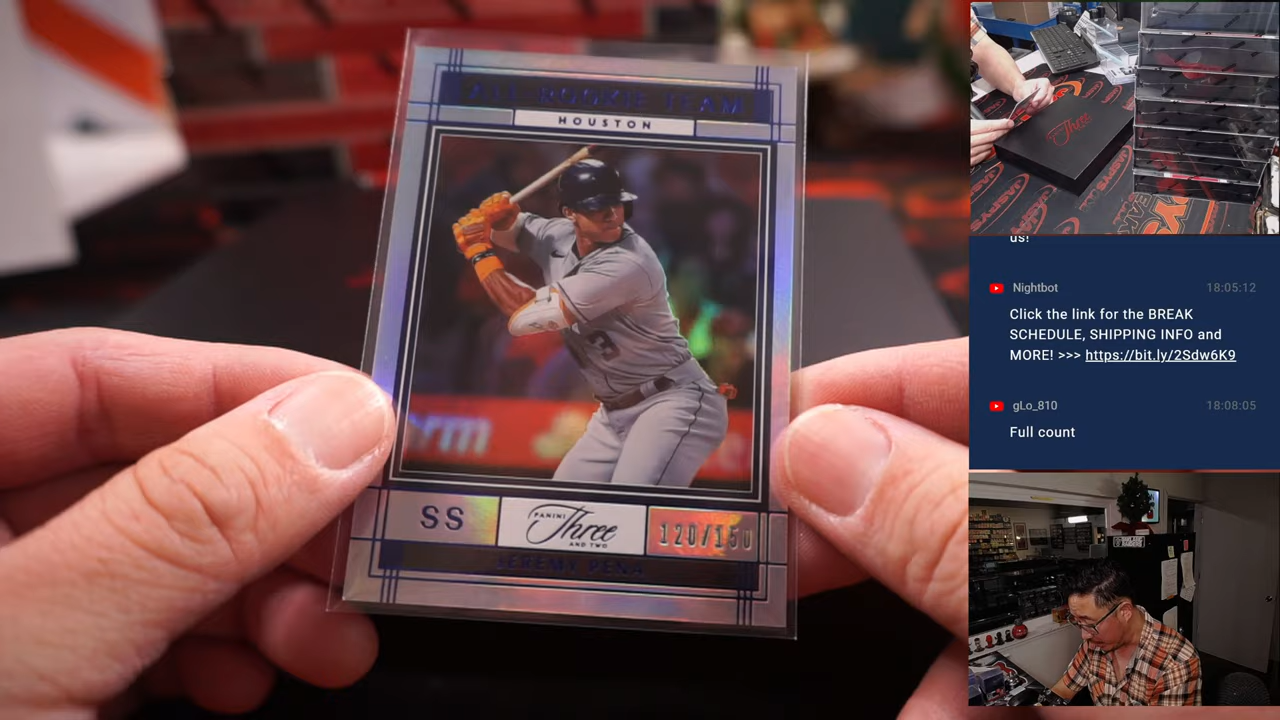 ALL-ROOKIE TEAM
HOUSTON
3
SS
PANINI
Three
AND TWO
120/150
JEREMY PEÑA
Three
us!
Nightbot
18:05:12
Click the link for the BREAK
SCHEDULE, SHIPPING INFO and
MORE! >>> https://bit.ly/2Sdw6K9
gLo_810
18:08:05
Full count